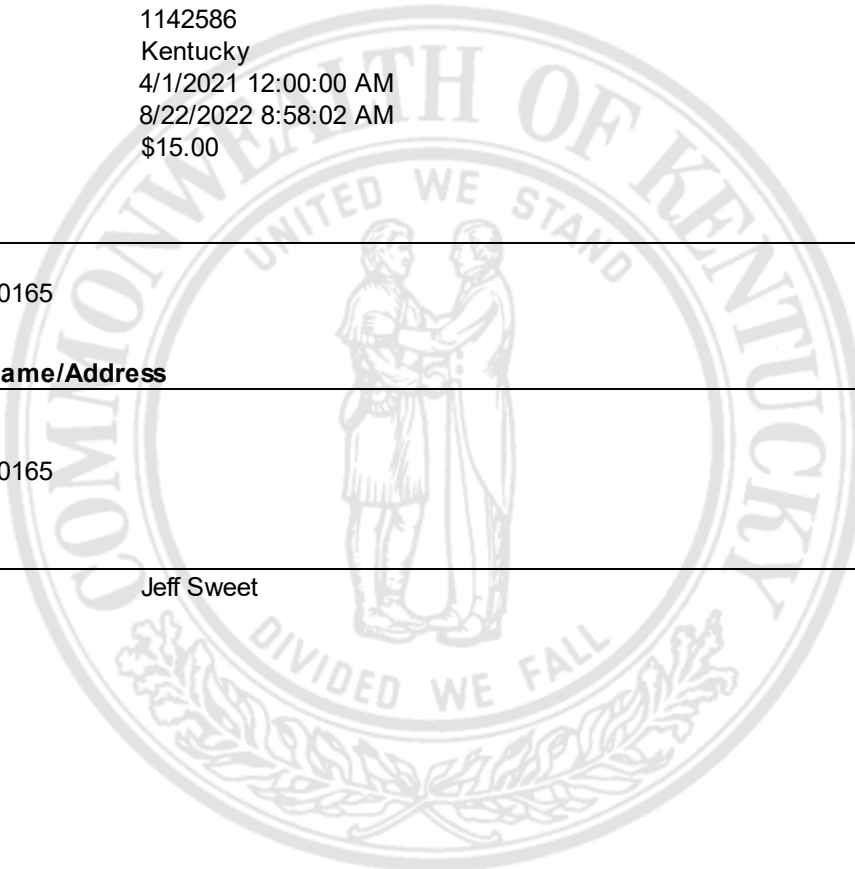 1142586
Kentucky
4/1/2021 12:00:00 AM
8/22/2022 8:58:02 AM
$15.00
0165
ame/Address
0165
Jeff Sweet
COMMONWEALTH OF KENTUCKY
UNITED WE STAND
DIVIDED WE FALL